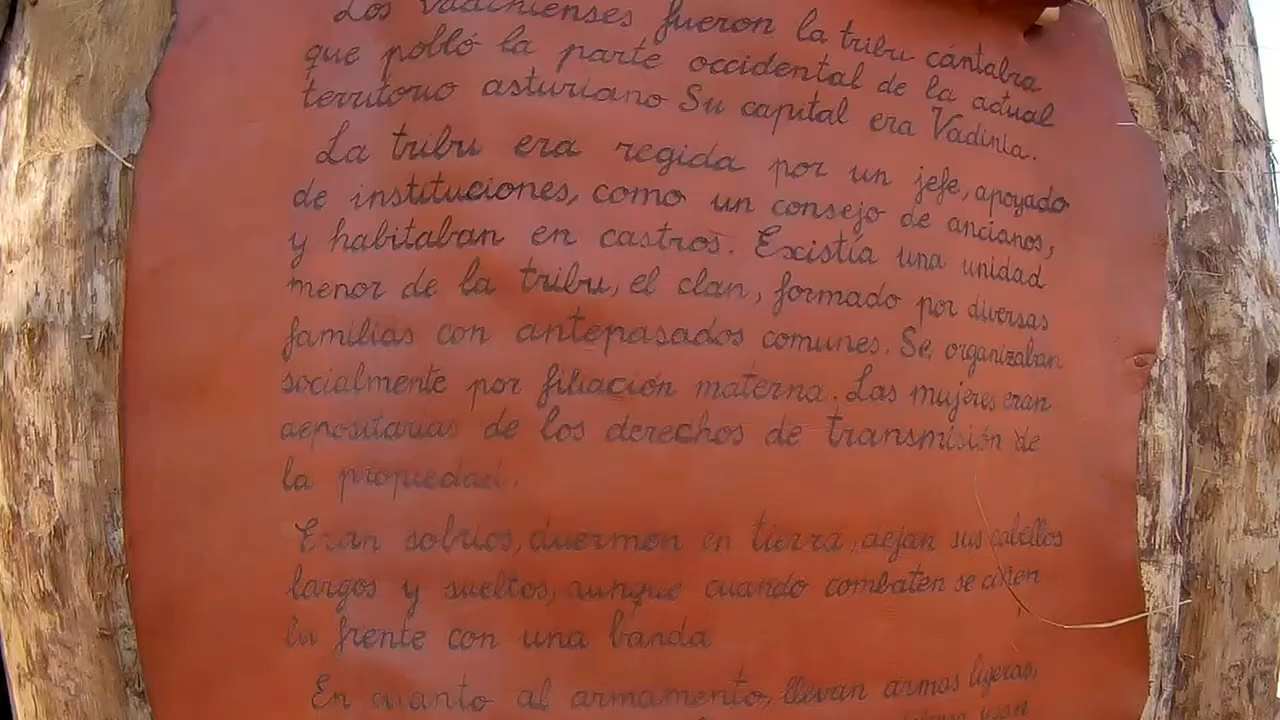 Los Vadinienses fueron la tribu cántabra
que pobló la parte occidental de la actual
territorio asturiano Su capital era Vadinia.
La tribu era regida por un jefe, apoyado
de instituciones, como un consejo de ancianos,
y habitaban en castros. Existía una unidad
menor de la tribu, el clan, formado por diversas
familias con antepasados comunes. Se organizaban
socialmente por filiación materna. Las mujeres eran
depositarias de los derechos de transmisión de
la propiedad.
Eran sobrios, duermen en tierra, dejan sus cabellos
largos y sueltos, aunque cuando combaten se ciñen
la frente con una banda
En cuanto al armamento, llevan armas ligeras,